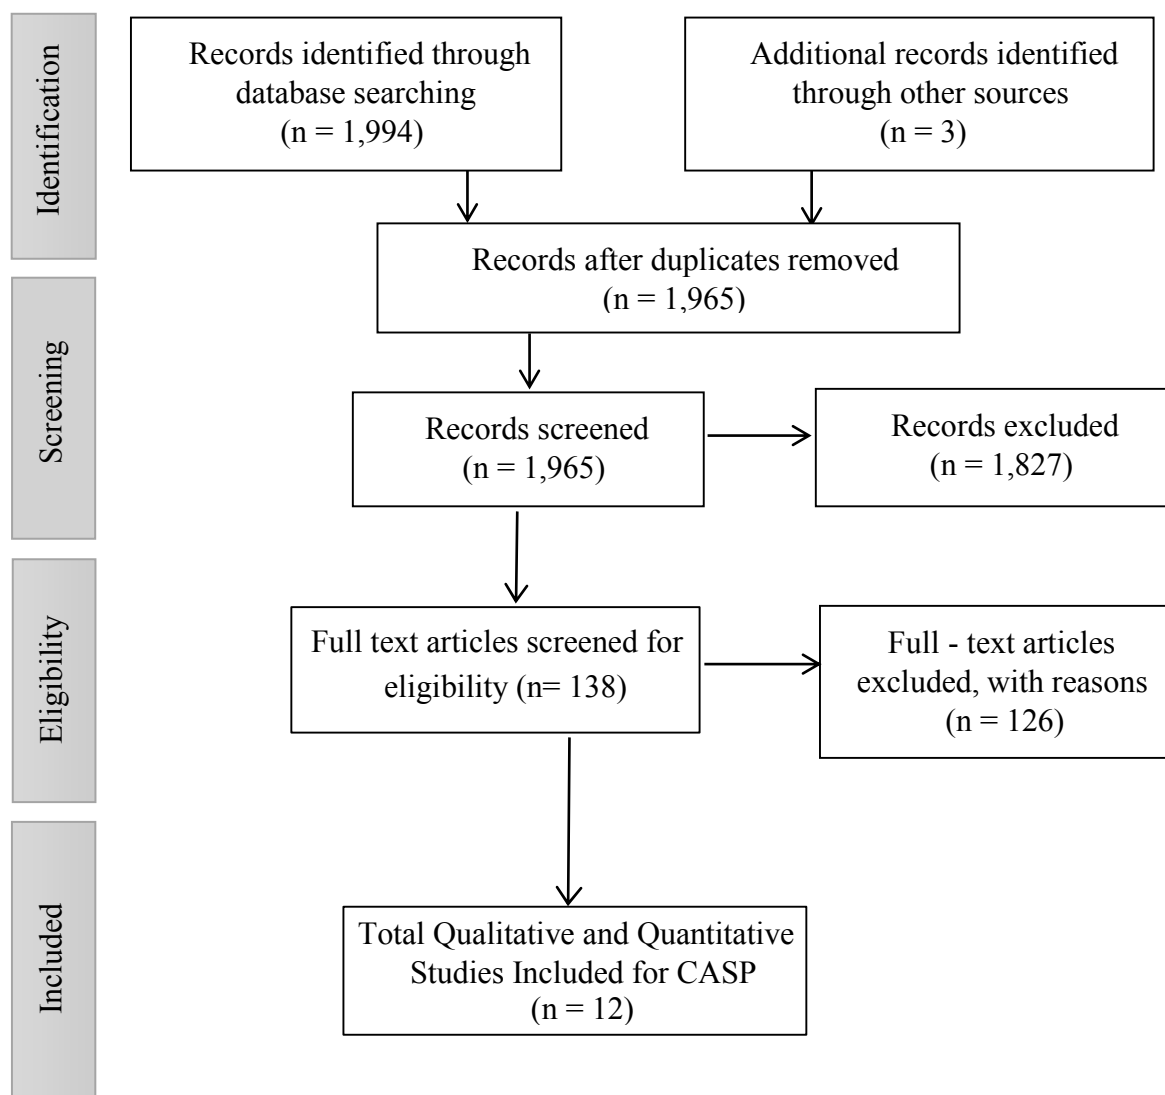 Identification
Records identified through
database searching
(n = 1,994)
Additional records identified
through other sources
(n = 3)
Records after duplicates removed
(n = 1,965)
Screening
Records screened
(n = 1,965)
Records excluded
(n = 1,827)
Eligibility
Full text articles screened for
eligibility (n= 138)
Full - text articles
excluded, with reasons
(n = 126)
Included
Total Qualitative and Quantitative
Studies Included for CASP
(n = 12)